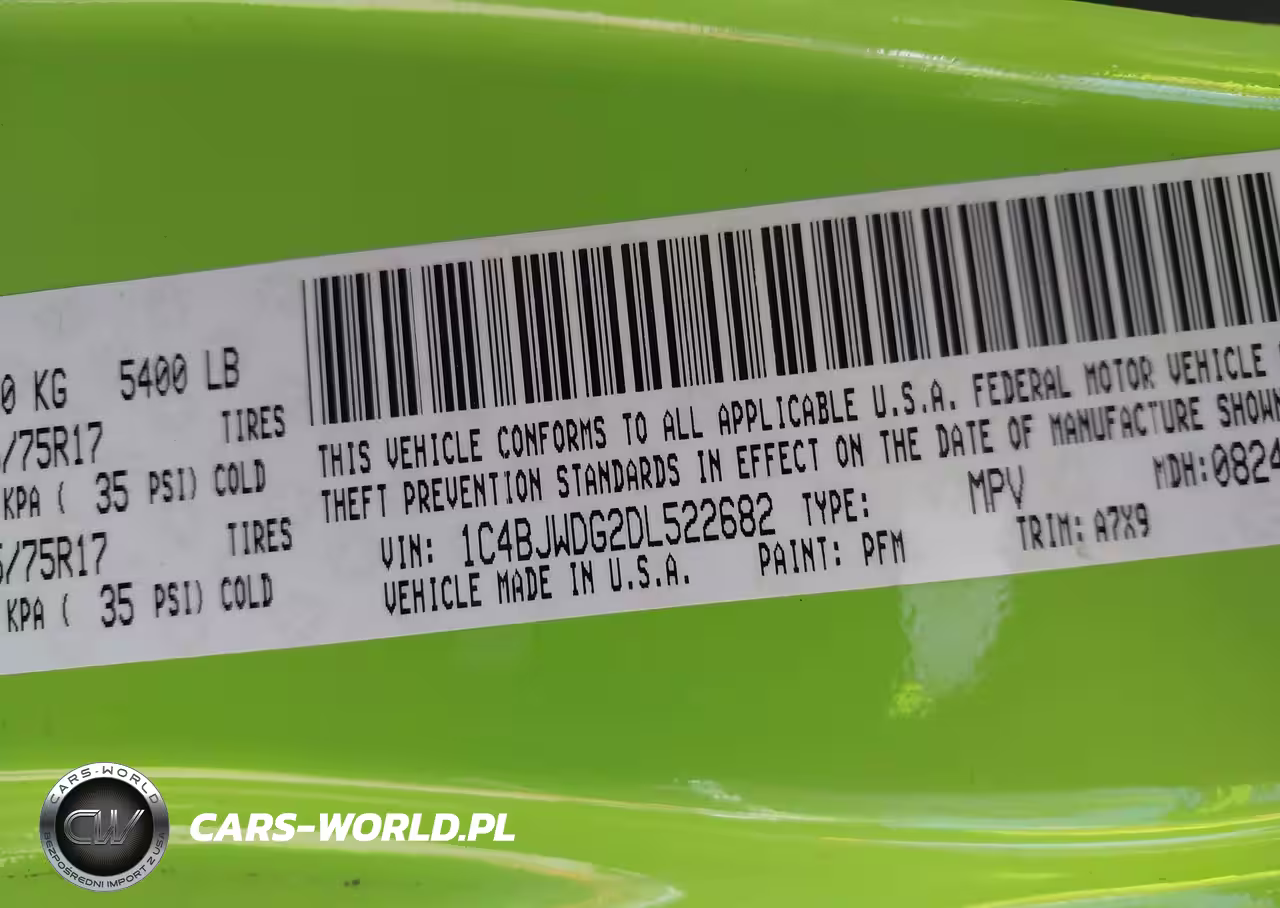 0 KG 5400 LB
/75R17 TIRES
KPA ( 35 PSI) COLD
/75R17 TIRES
KPA ( 35 PSI) COLD
THIS VEHICLE CONFORMS TO ALL APPLICABLE U.S.A. FEDERAL MOTOR VEHICLE
THEFT PREVENTION STANDARDS IN EFFECT ON THE DATE OF MANUFACTURE SHOWN
VIN: 1C4BJWDG2DL522682 TYPE: MPV MDH:0824
VEHICLE MADE IN U.S.A. PAINT: PFM TRIM: A7X9
CARS-WORLD
CW
BEZPOŚREDNI IMPORT Z USA
CARS-WORLD.PL